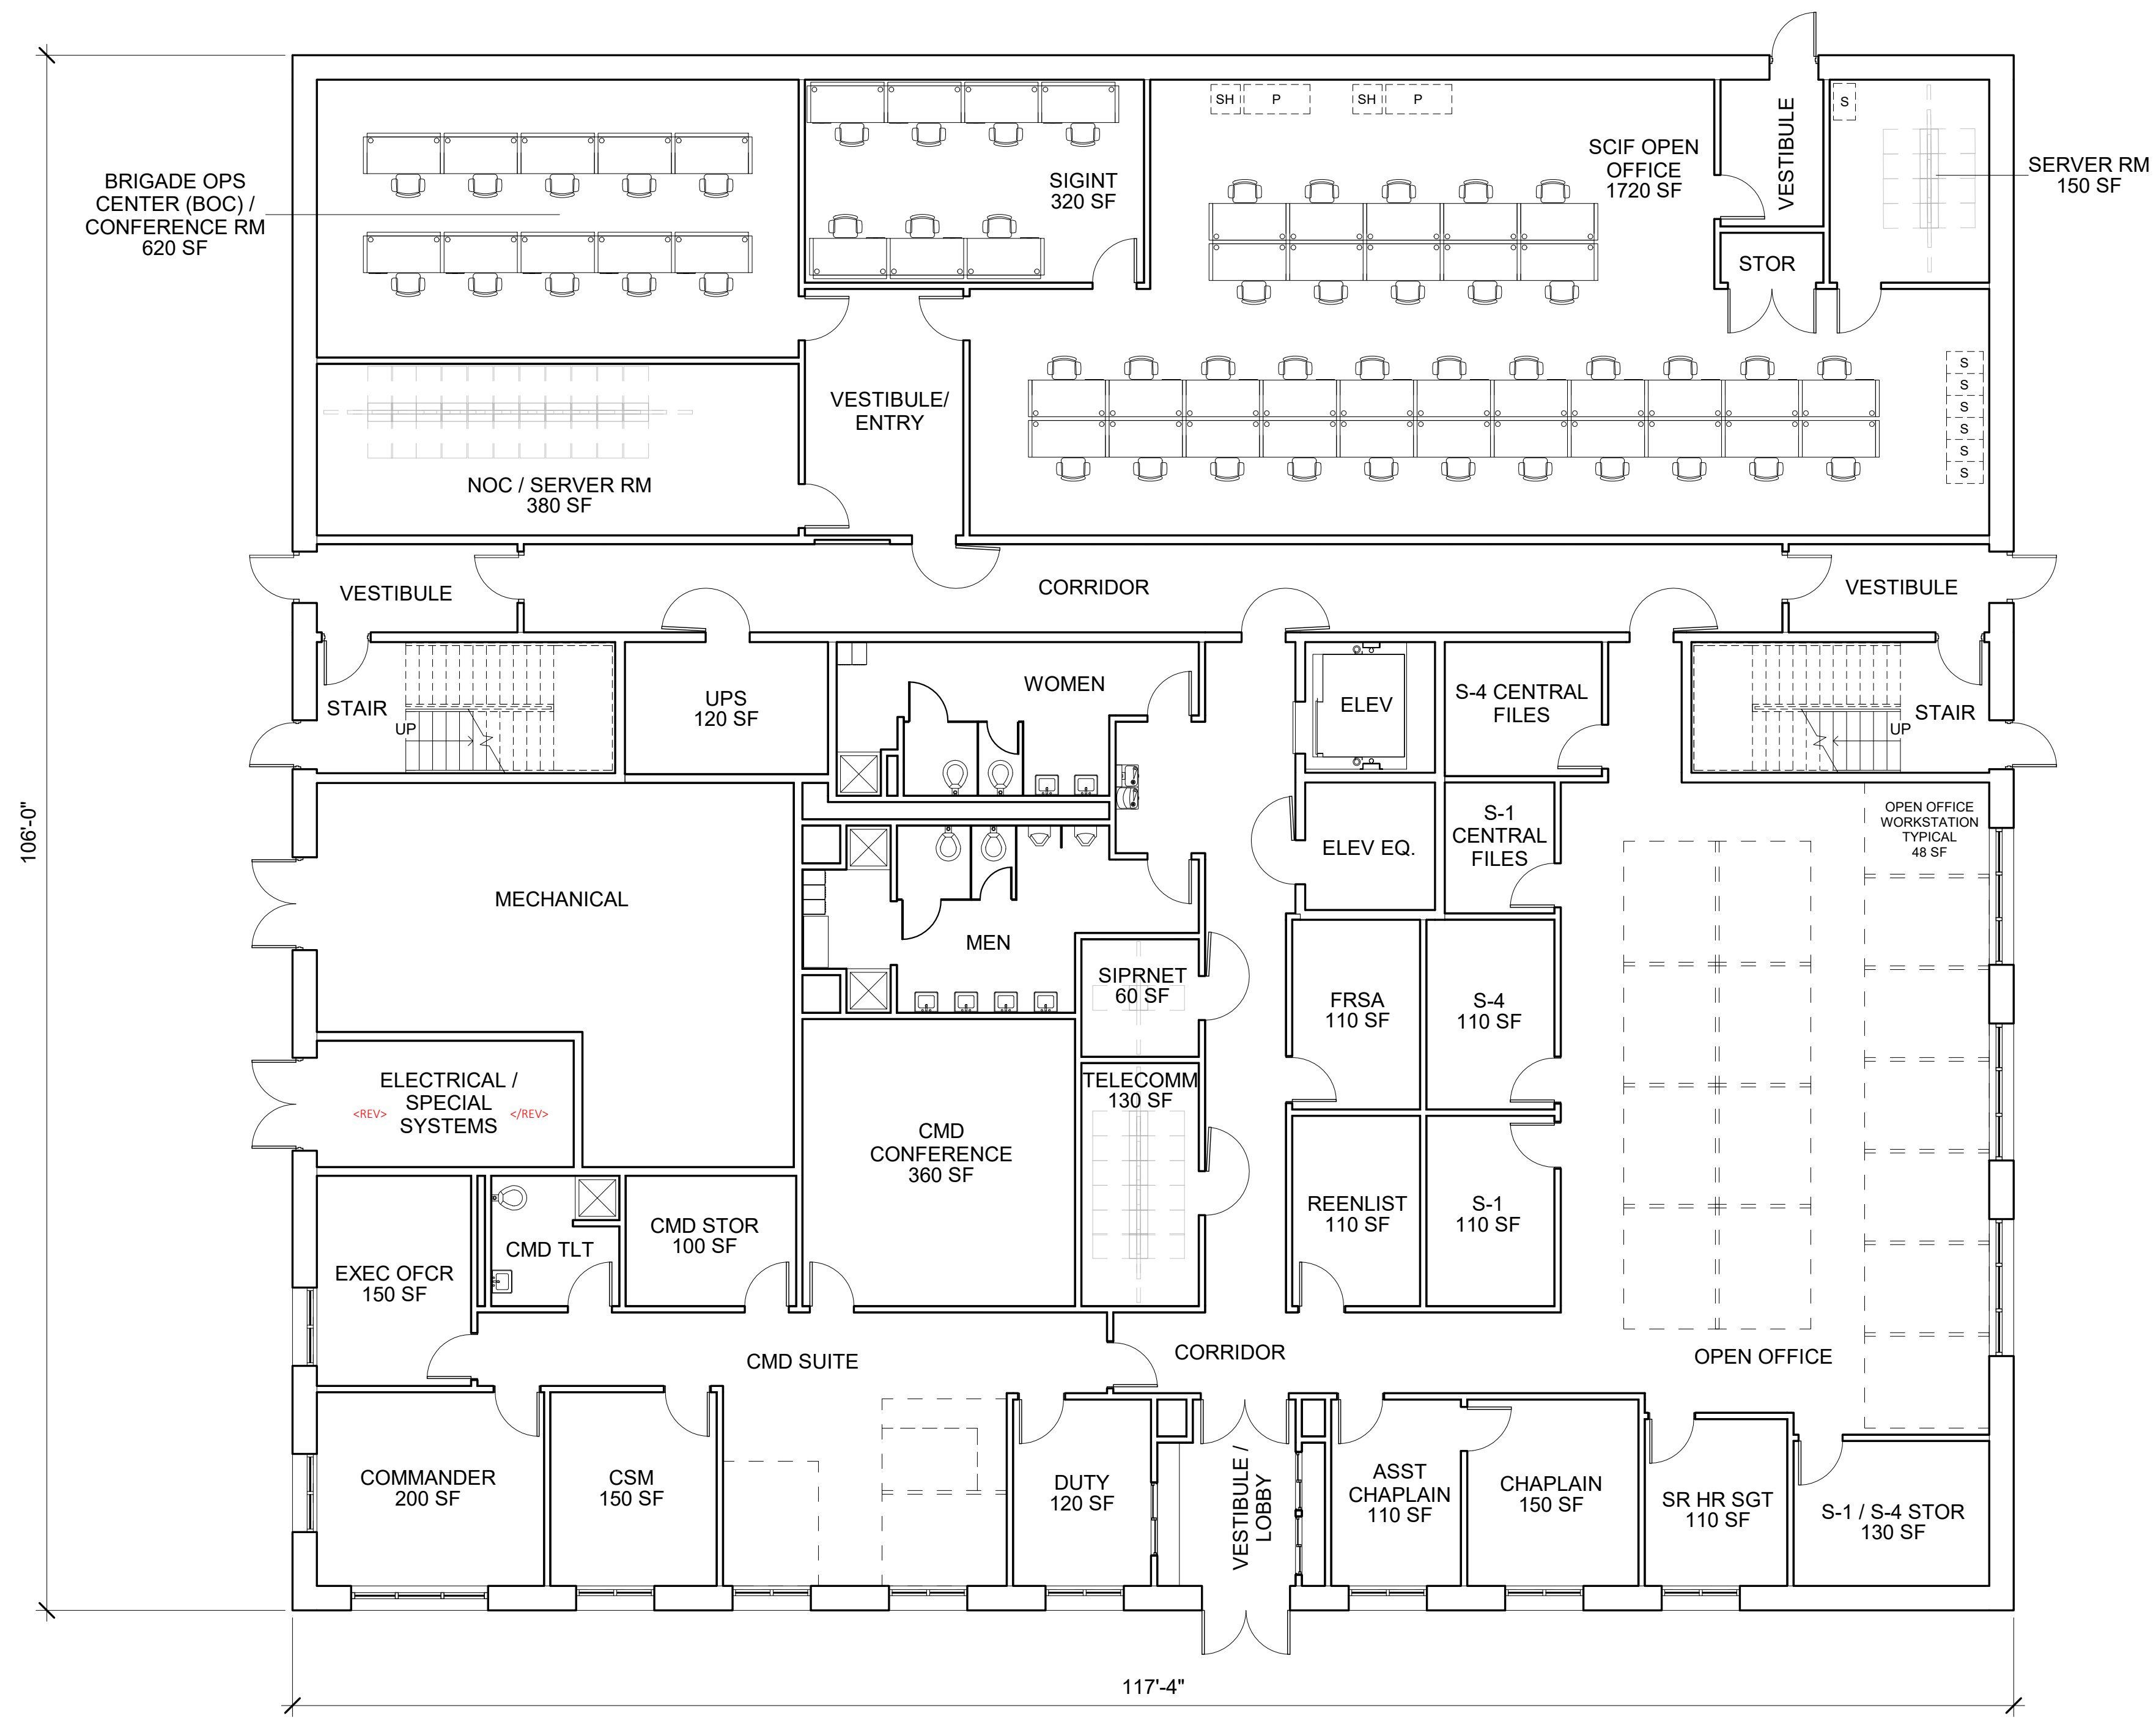 SH
P
SH
P
S
VESTIBULE
SCIF OPEN
OFFICE
1720 SF
SERVER RM
150 SF
BRIGADE OPS
CENTER (BOC) /
CONFERENCE RM
620 SF
SIGINT
320 SF
STOR
VESTIBULE/
ENTRY
S
S
S
S
S
S
NOC / SERVER RM
380 SF
VESTIBULE
CORRIDOR
VESTIBULE
STAIR
UP
UPS
120 SF
WOMEN
ELEV
S-4 CENTRAL
FILES
STAIR
UP
106'-0"
MECHANICAL
ELEV EQ.
S-1
CENTRAL
FILES
OPEN OFFICE
WORKSTATION
TYPICAL
48 SF
MEN
SIPRNET
60 SF
FRSA
110 SF
S-4
110 SF
ELECTRICAL /
<REV> SPECIAL </REV>
SYSTEMS
TELECOMM
130 SF
CMD
CONFERENCE
360 SF
EXEC OFCR
150 SF
CMD TLT
CMD STOR
100 SF
REENLIST
110 SF
S-1
110 SF
CMD SUITE
CORRIDOR
OPEN OFFICE
COMMANDER
200 SF
CSM
150 SF
DUTY
120 SF
VESTIBULE /
LOBBY
ASST
CHAPLAIN
110 SF
CHAPLAIN
150 SF
SR HR SGT
110 SF
S-1 / S-4 STOR
130 SF
117'-4"